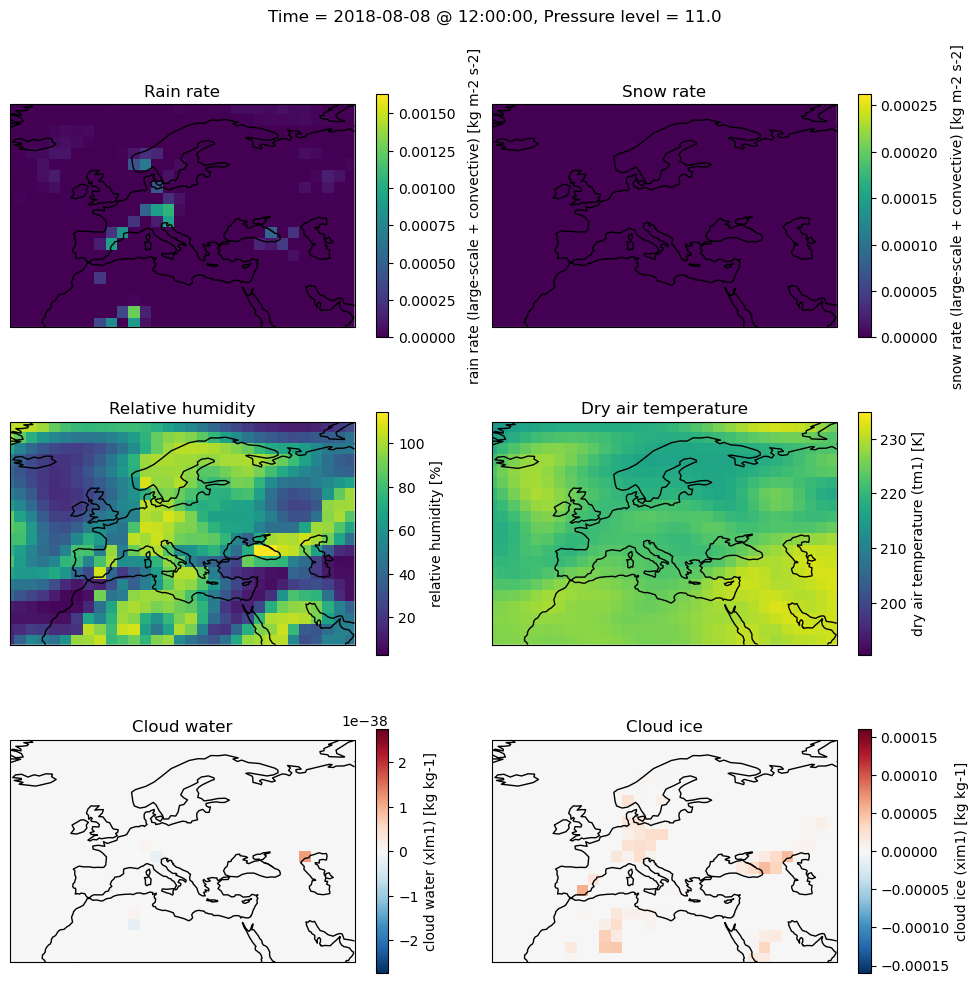 Time = 2018-08-08 @ 12:00:00, Pressure level = 11.0
Rain rate
0.00150
0.00125
0.00100
0.00075
0.00050
0.00025
0.00000
rain rate (large-scale + convective) [kg m-2 s-2]
Snow rate
0.00025
0.00020
0.00015
0.00010
0.00005
0.00000
snow rate (large-scale + convective) [kg m-2 s-2]
Relative humidity
100
80
60
40
20
relative humidity [%]
Dry air temperature
230
220
210
200
dry air temperature (tm1) [K]
Cloud water
1e−38
2
1
0
−1
−2
cloud water (xlm1) [kg kg-1]
Cloud ice
0.00015
0.00010
0.00005
0.00000
−0.00005
−0.00010
−0.00015
cloud ice (xim1) [kg kg-1]